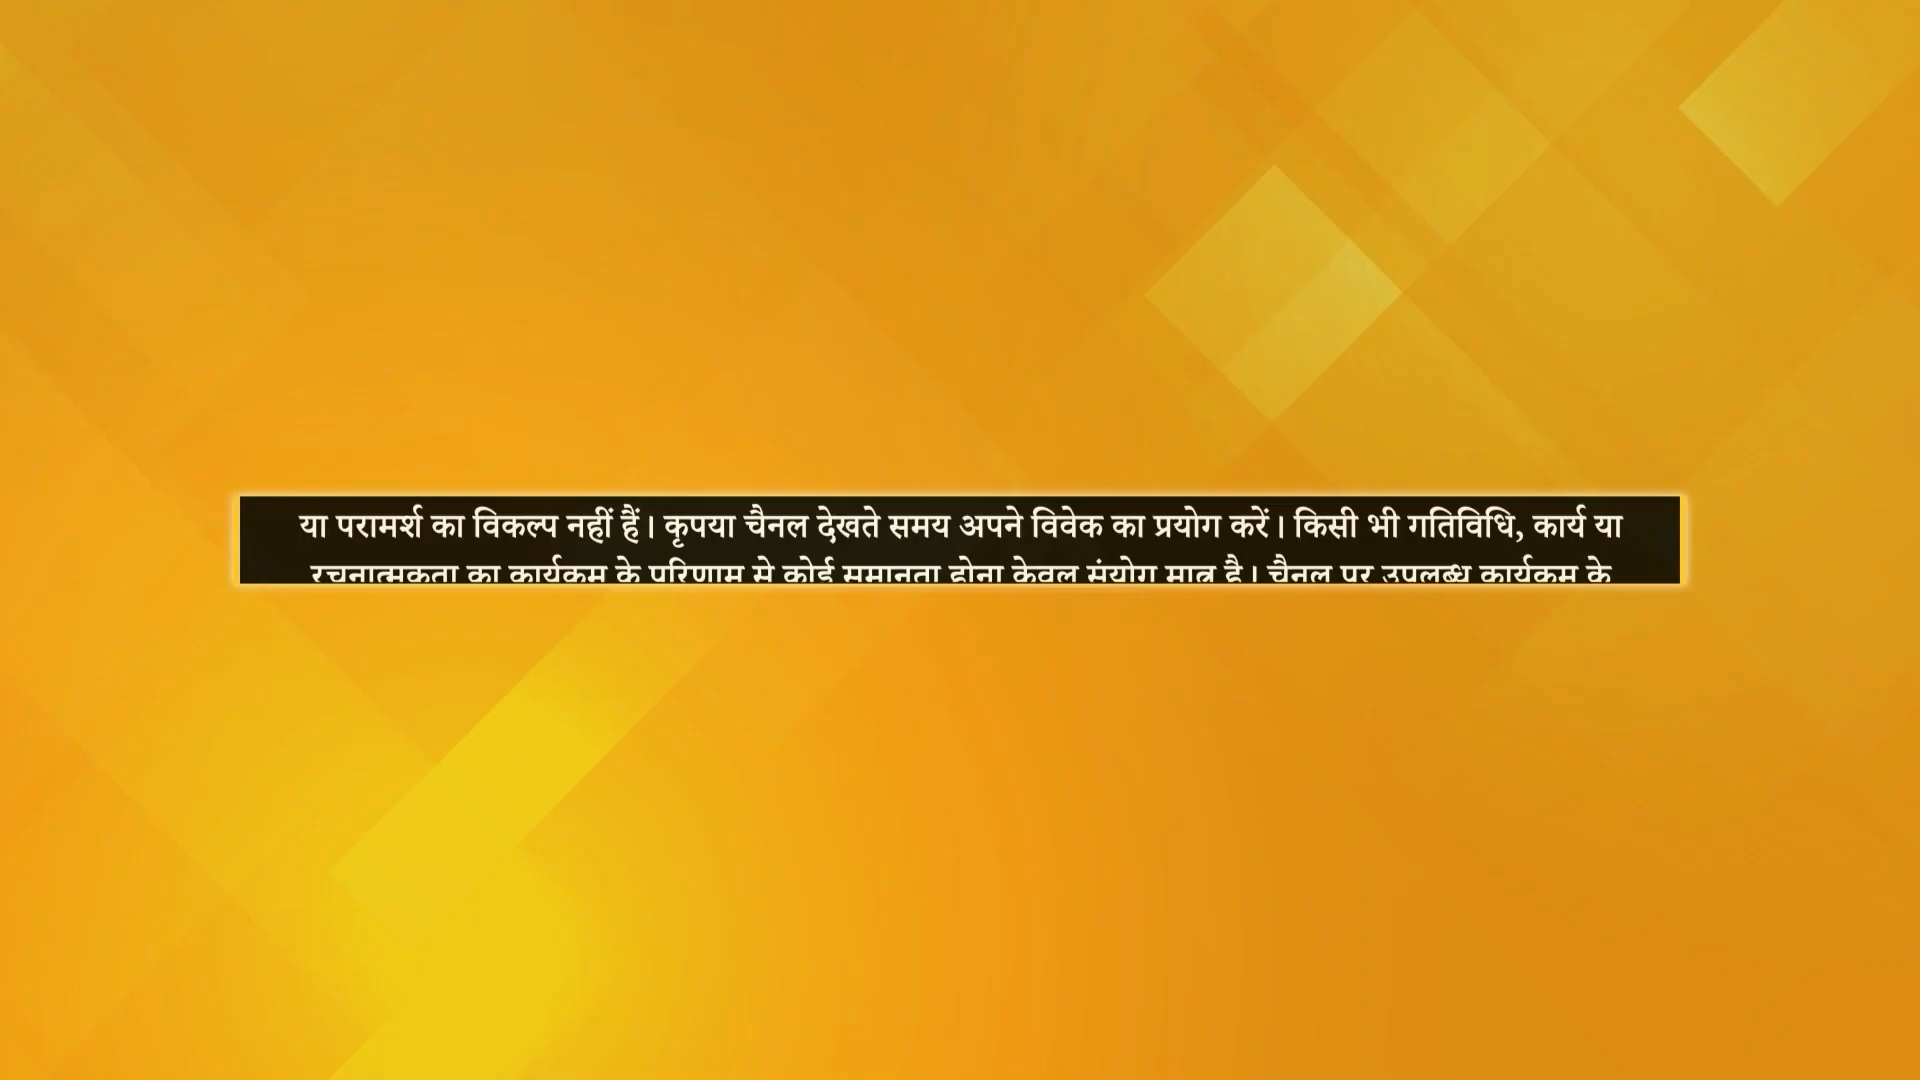 या परामर्श का विकल्प नहीं हैं। कृपया चैनल देखते समय अपने विवेक का प्रयोग करें। किसी भी गतिविधि, कार्य या
रचनात्मकता का कार्यक्रम के परिणाम से कोई समानता होना केवल संयोग मात्र है। चैनल पर उपलब्ध कार्यक्रम के